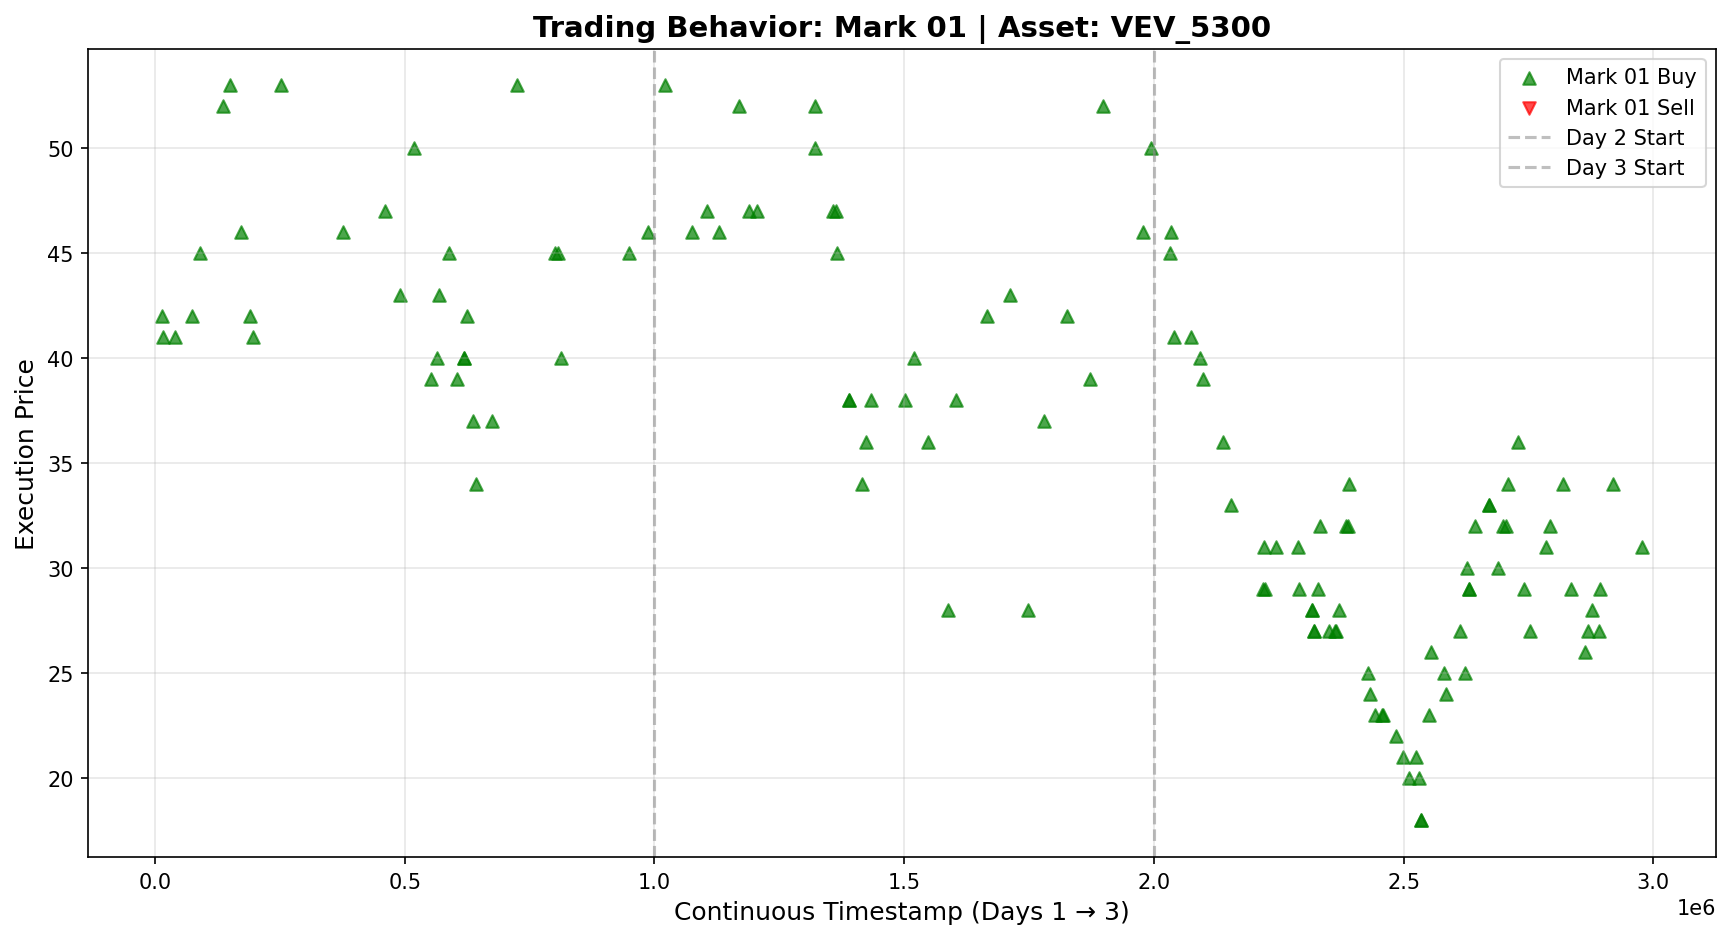 Trading Behavior: Mark 01 | Asset: VEV_5300
Mark 01 Buy
Mark 01 Sell
Day 2 Start
Day 3 Start
Execution Price
50
45
40
35
30
25
20
0.0
0.5
1.0
1.5
2.0
2.5
3.0
1e6
Continuous Timestamp (Days 1 → 3)